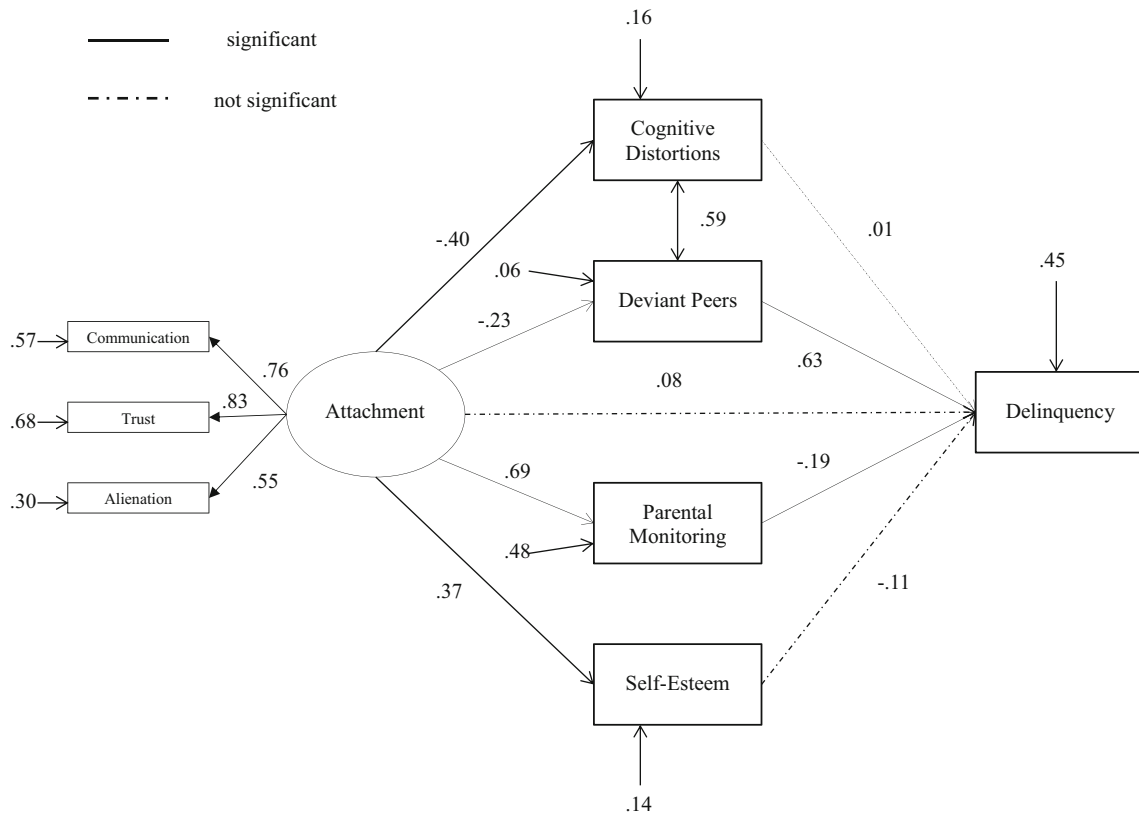 significant
not significant
.16
Cognitive
Distortions
-.40
.59
.01
.06
Deviant Peers
.45
-.23
.57
Communication
.76
.63
.08
.83
.68
Trust
Attachment
Delinquency
.55
.69
-.19
.30
Alienation
Parental
Monitoring
.48
.37
-.11
Self-Esteem
.14